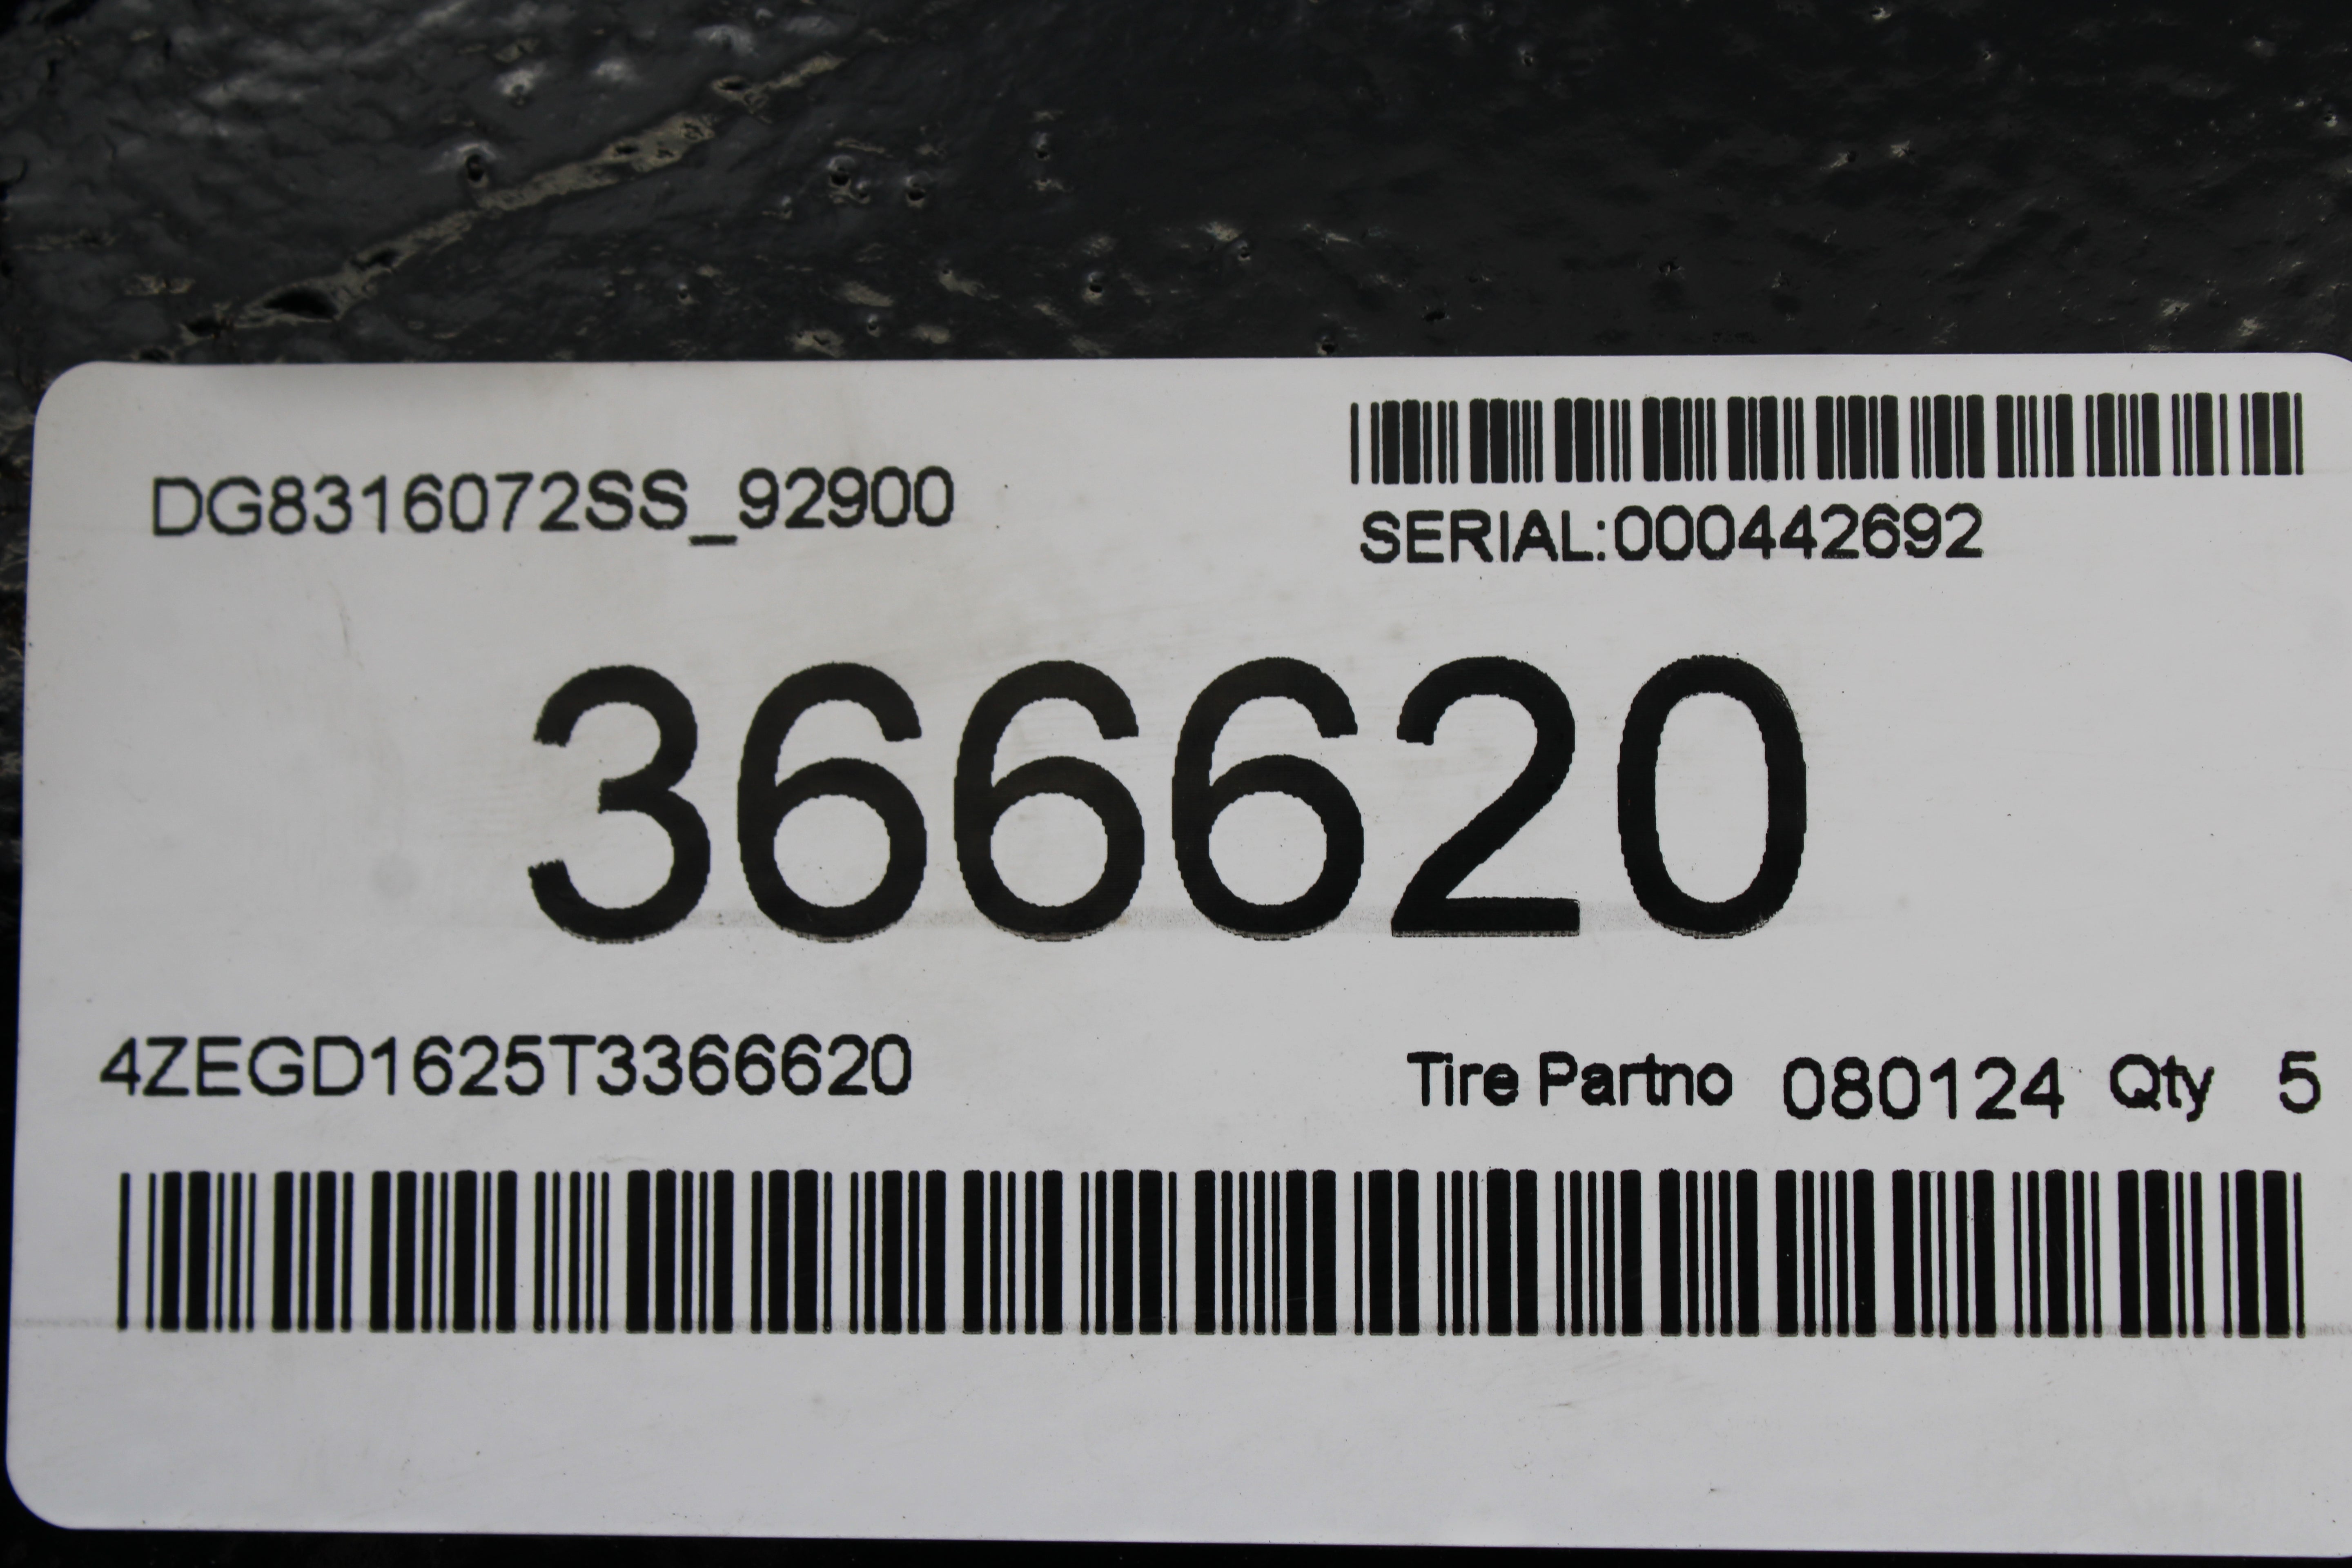 DG8316072SS_92900
SERIAL:000442692
366620
4ZEGD1625T3366620
Tire Partno 080124 Qty 5